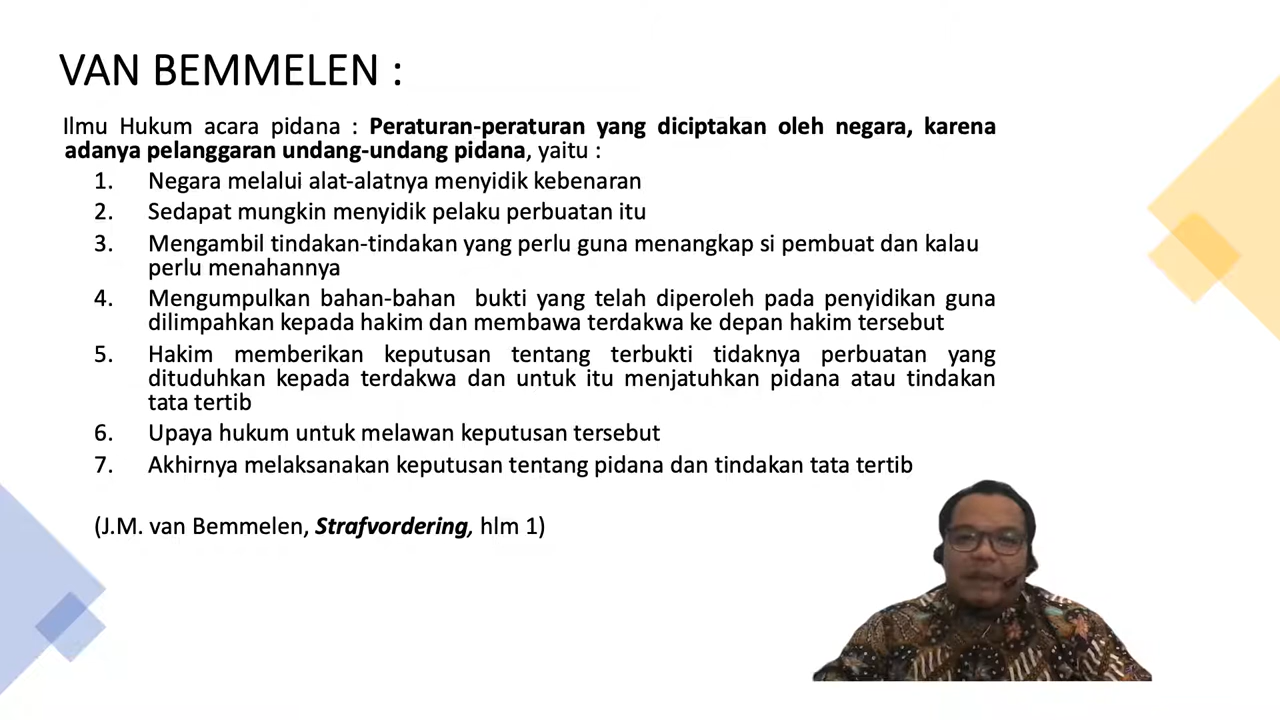 VAN BEMMELEN :
Ilmu Hukum acara pidana : Peraturan-peraturan yang diciptakan oleh negara, karena
adanya pelanggaran undang-undang pidana, yaitu :
1. Negara melalui alat-alatnya menyidik kebenaran
2. Sedapat mungkin menyidik pelaku perbuatan itu
3. Mengambil tindakan-tindakan yang perlu guna menangkap si pembuat dan kalau
perlu menahannya
4. Mengumpulkan bahan-bahan bukti yang telah diperoleh pada penyidikan guna
dilimpahkan kepada hakim dan membawa terdakwa ke depan hakim tersebut
5. Hakim memberikan keputusan tentang terbukti tidaknya perbuatan yang
dituduhkan kepada terdakwa dan untuk itu menjatuhkan pidana atau tindakan
tata tertib
6. Upaya hukum untuk melawan keputusan tersebut
7. Akhirnya melaksanakan keputusan tentang pidana dan tindakan tata tertib
(J.M. van Bemmelen, Strafvordering, hlm 1)